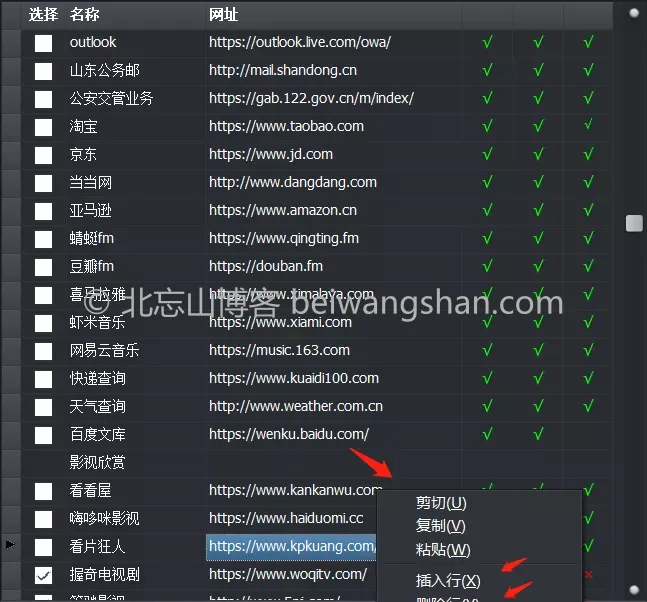 选择 名称 网址
outlook https://outlook.live.com/owa/ √ √ √
山东公务邮 http://mail.shandong.cn √ √ √
公安交管业务 https://gab.122.gov.cn/m/index/ √ √ √
淘宝 https://www.taobao.com √ √ √
京东 https://www.jd.com √ √ √
当当网 http://www.dangdang.com √ √ √
亚马逊 https://www.amazon.cn √ √ √
蜻蜓fm https://www.qingting.fm √ √ √
豆瓣fm https://douban.fm √ √ √
喜马拉雅 http://www.ximalaya.com √ √ √
© 北忘山博客 beiwangshan.com
虾米音乐 https://www.xiami.com √ √ √
网易云音乐 https://music.163.com √ √ √
快递查询 https://www.kuaidi100.com √ √ √
天气查询 http://www.weather.com.cn √ √ √
百度文库 https://wenku.baidu.com/ √ √
影视欣赏
看看屋 https://www.kankanwu.com √ √ √
嗨哆咪影视 https://www.haiduomi.cc √
看片狂人 https://www.kpkuang.com/ √
握奇电视剧 https://www.woqitv.com/ ×
剪切(U)
复制(V)
粘贴(W)
插入行(X)
删除行(Y)